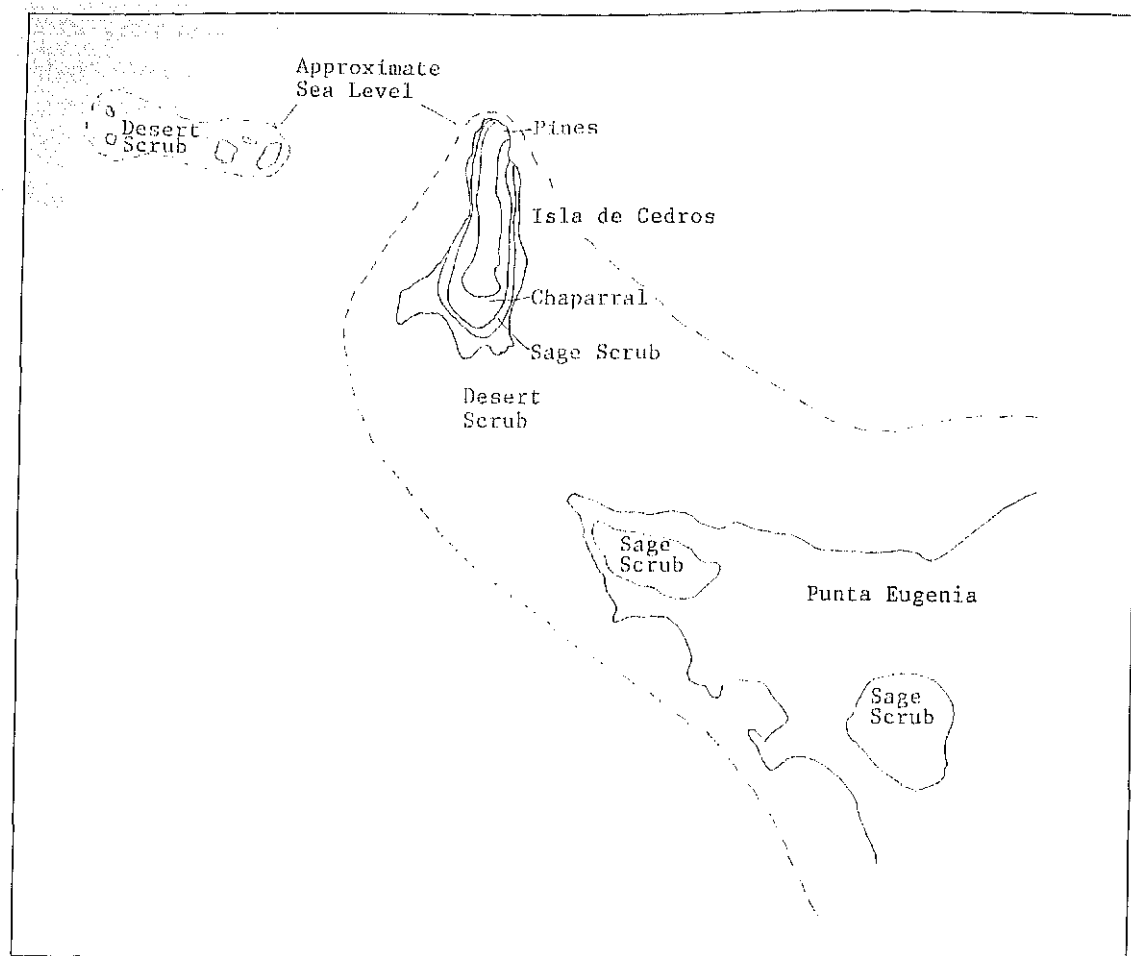 Approximate
Sea Level
Desert
Scrub
Pines
Isla de Cedros
Chaparral
Sage Scrub
Desert
Scrub
Sage
Scrub
Punta Eugenia
Sage
Scrub